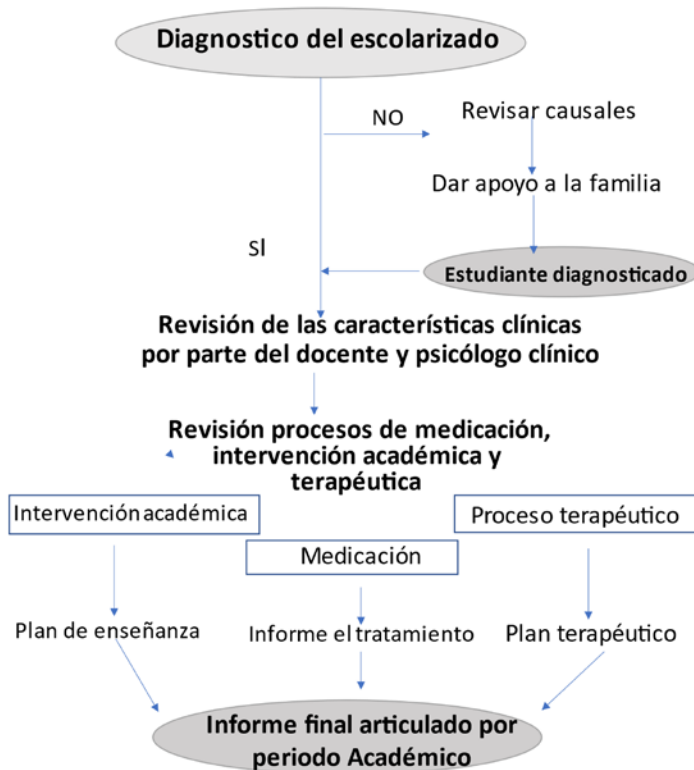 Diagnostico del escolarizado
NO
Revisar causales
Dar apoyo a la familia
SÍ
Estudiante diagnosticado
Revisión de las características clínicas
por parte del docente y psicólogo clínico
Revisión procesos de medicación,
intervención académica y
terapéutica
Intervención académica
Proceso terapéutico
Medicación
Plan de enseñanza
Informe el tratamiento
Plan terapéutico
Informe final articulado por
periodo Académico